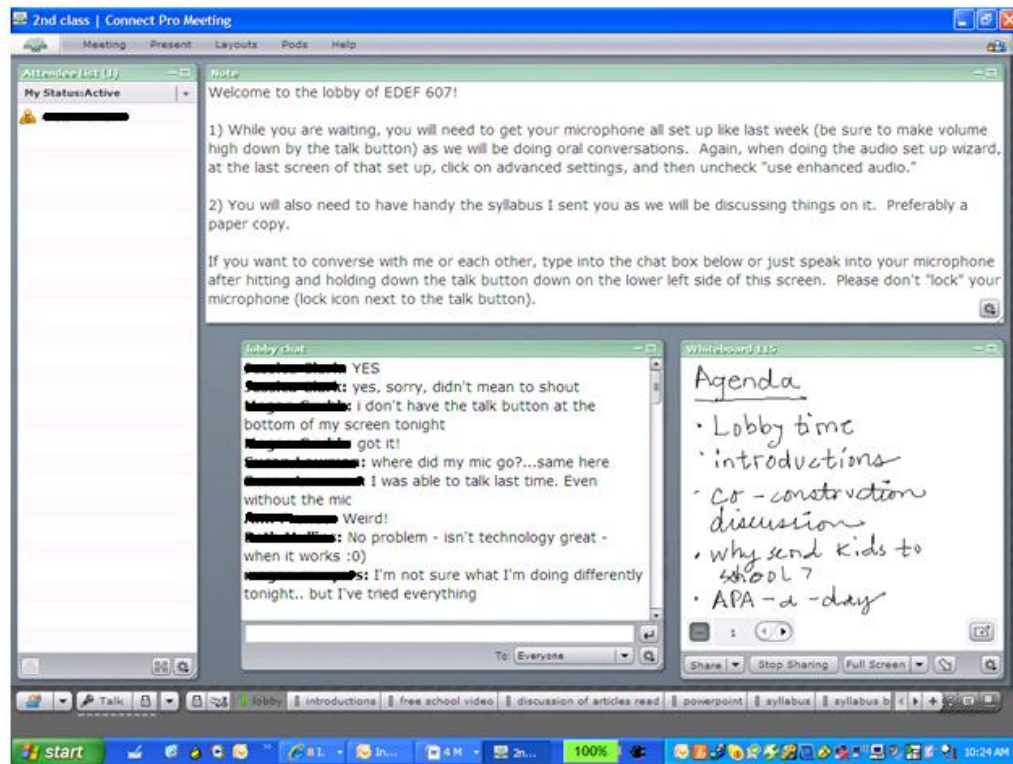 2nd class | Connect Pro Meeting
Meeting Present Layouts Pods Help
Attendee List (1)
My Status:Active
Note
Welcome to the lobby of EDEF 607!
1) While you are waiting, you will need to get your microphone all set up like last week (be sure to make volume
high down by the talk button) as we will be doing oral conversations. Again, when doing the audio set up wizard,
at the last screen of that set up, click on advanced settings, and then uncheck "use enhanced audio."
2) You will also need to have handy the syllabus I sent you as we will be discussing things on it. Preferably a
paper copy.
If you want to converse with me or each other, type into the chat box below or just speak into your microphone
after hitting and holding down the talk button down on the lower left side of this screen. Please don't "lock" your
microphone (lock icon next to the talk button).
lobby chat
YES
: yes, sorry, didn't mean to shout
: i don't have the talk button at the
bottom of my screen tonight
got it!
: where did my mic go?...same here
I was able to talk last time. Even
without the mic
Weird!
: No problem - isn't technology great -
when it works :0)
s: I'm not sure what I'm doing differently
tonight.. but I've tried everything
To: Everyone
Whiteboard 115
Agenda
· Lobby time
· introductions
· co-construction
discussion
· why send kids to
school?
· APA-a-day
1
Share Stop Sharing Full Screen
Talk lobby introductions free school video discussion of articles read powerpoint syllabus syllabus b
start 8 I. In... 4 M 2n... 100% 10:24 AM